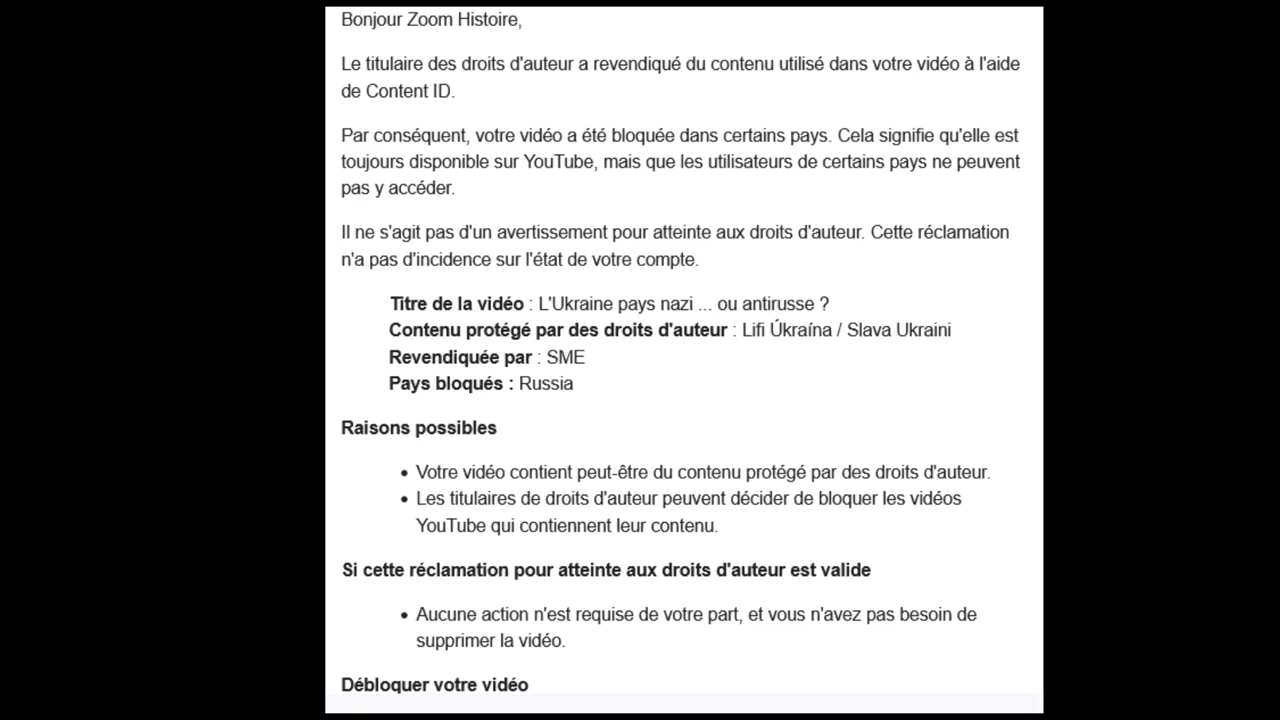 Bonjour Zoom Histoire,
Le titulaire des droits d'auteur a revendiqué du contenu utilisé dans votre vidéo à l'aide
de Content ID.
Par conséquent, votre vidéo a été bloquée dans certains pays. Cela signifie qu'elle est
toujours disponible sur YouTube, mais que les utilisateurs de certains pays ne peuvent
pas y accéder.
Il ne s'agit pas d'un avertissement pour atteinte aux droits d'auteur. Cette réclamation
n'a pas d'incidence sur l'état de votre compte.
Titre de la vidéo : L'Ukraine pays nazi ... ou antirusse ?
Contenu protégé par des droits d'auteur : Lifi Úkraína / Slava Ukraini
Revendiquée par : SME
Pays bloqués : Russia
Raisons possibles
• Votre vidéo contient peut-être du contenu protégé par des droits d'auteur.
• Les titulaires de droits d'auteur peuvent décider de bloquer les vidéos
YouTube qui contiennent leur contenu.
Si cette réclamation pour atteinte aux droits d'auteur est valide
• Aucune action n'est requise de votre part, et vous n'avez pas besoin de
supprimer la vidéo.
Débloquer votre vidéo